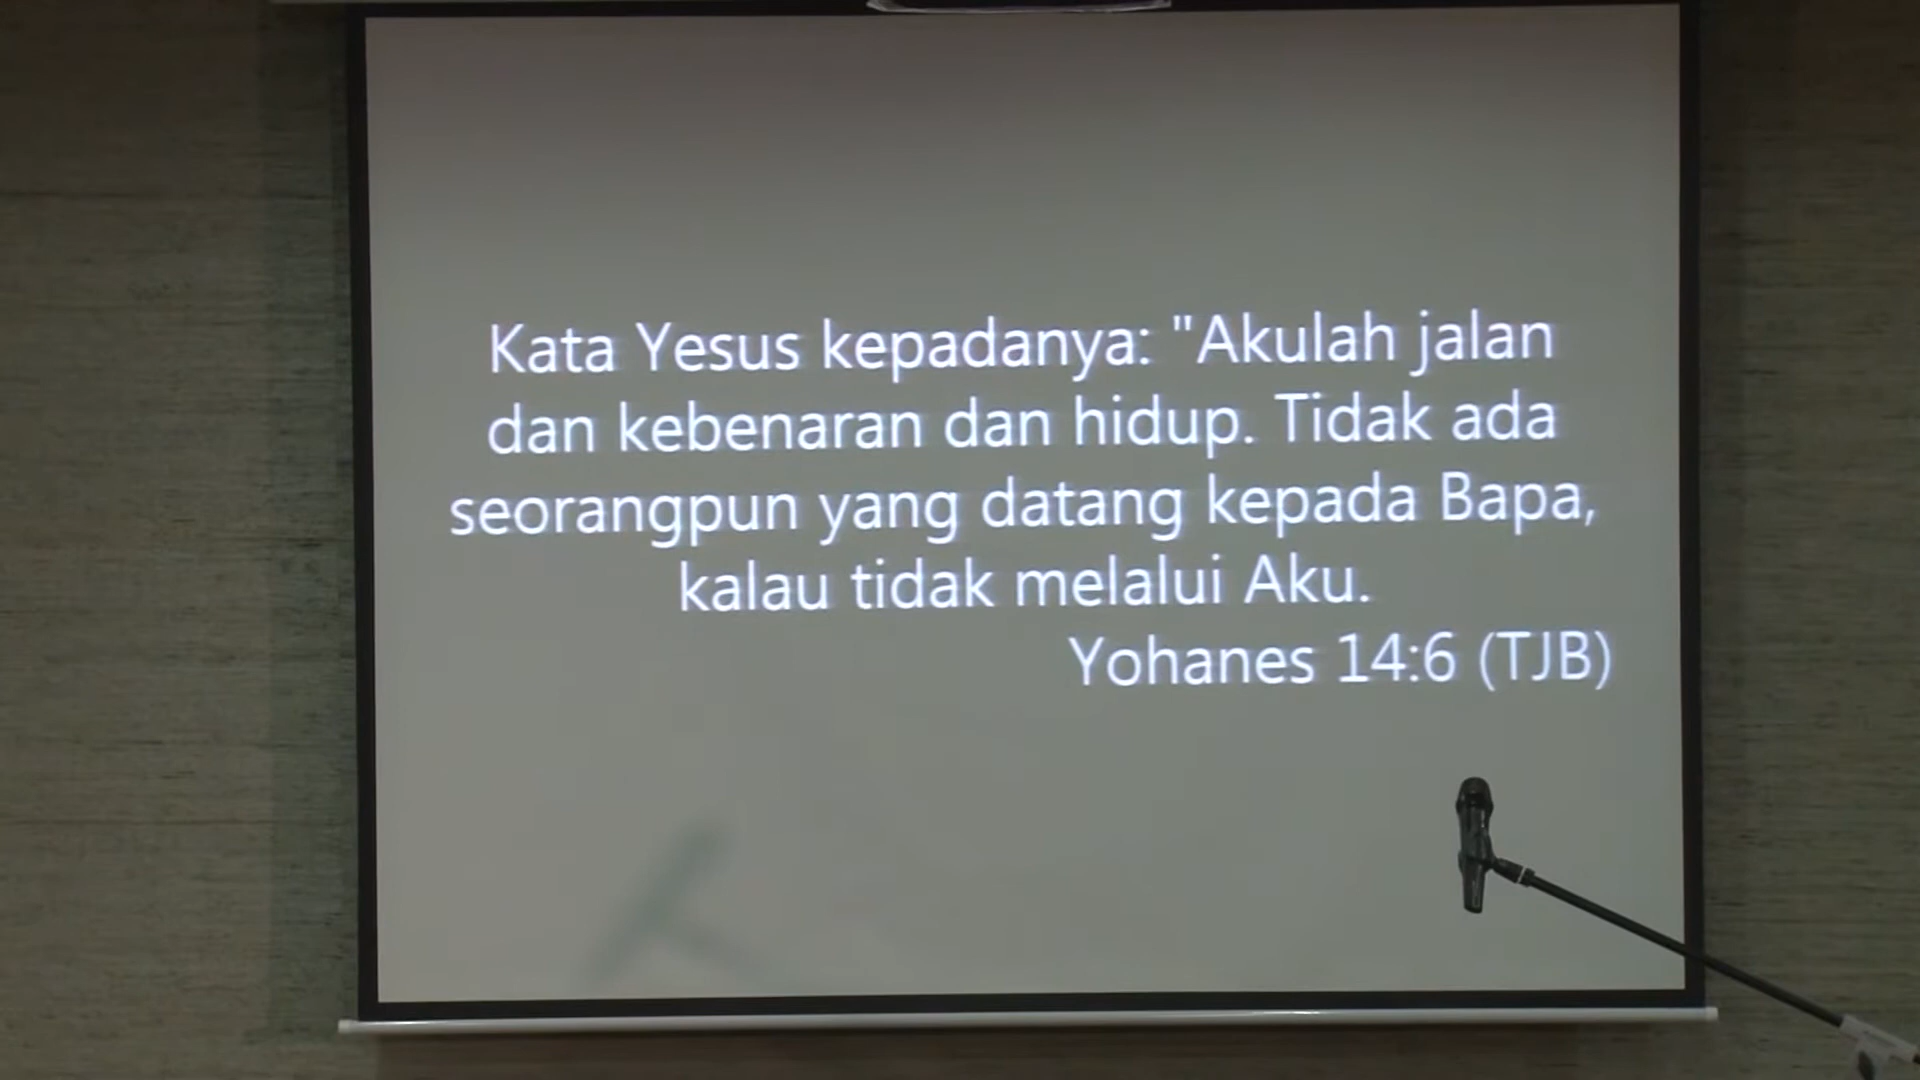 Kata Yesus kepadanya: "Akulah jalan
dan kebenaran dan hidup. Tidak ada
seorangpun yang datang kepada Bapa,
kalau tidak melalui Aku.
Yohanes 14:6 (TJB)